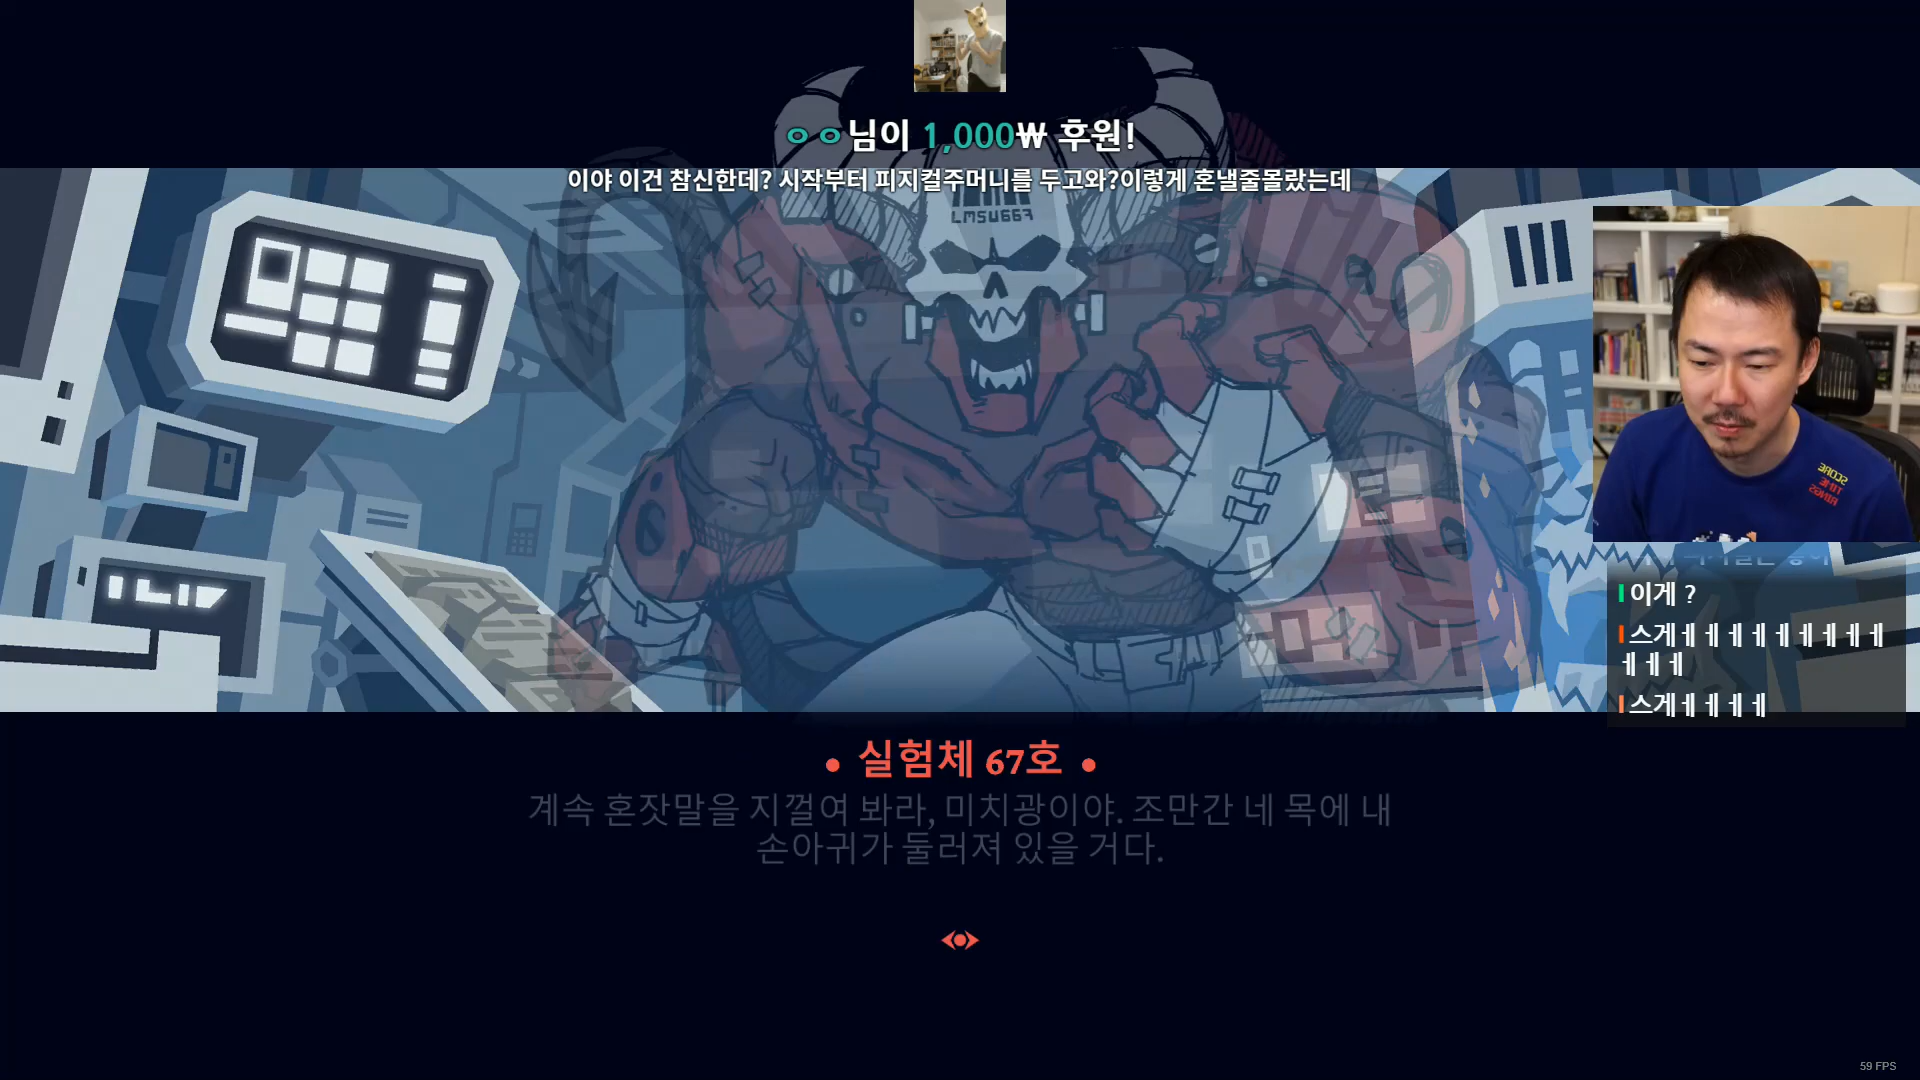 ㅇㅇ님이 1,000₩ 후원!
이야 이건 참신한데? 시작부터 피지컬주머니를 두고와?이렇게 혼낼줄몰랐는데
LMSU667
이게 ?
스게ㅔㅔㅔㅔㅔㅔㅔㅔㅔ
ㅔㅔㅔ
스게ㅔㅔㅔㅔ
• 실험체 67호 •
계속 혼잣말을 지껄여 봐라, 미치광이야. 조만간 네 목에 내
손아귀가 둘러져 있을 거다.
59 FPS